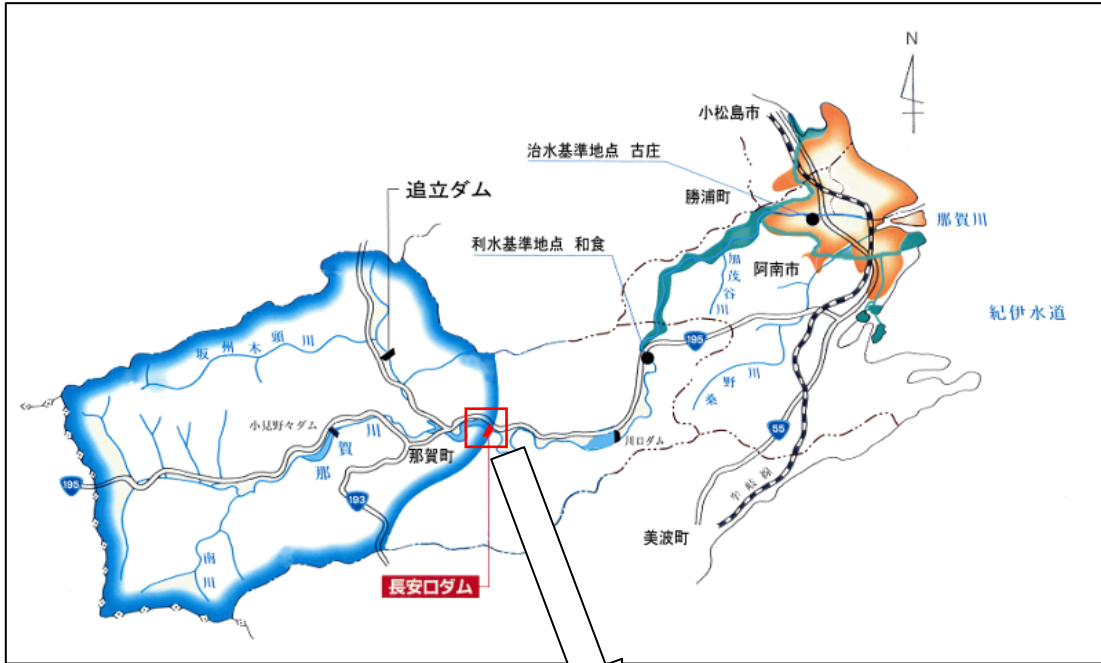 N
小松島市
治水基準地点 古庄
追立ダム
勝浦町
那賀川
利水基準地点 和食
加茂谷川
阿南市
紀伊水道
坂州木頭川
195
桑野川
小見野々ダム
那賀川
那賀町
川口ダム
55
195
193
牟岐線
美波町
南川
長安口ダム